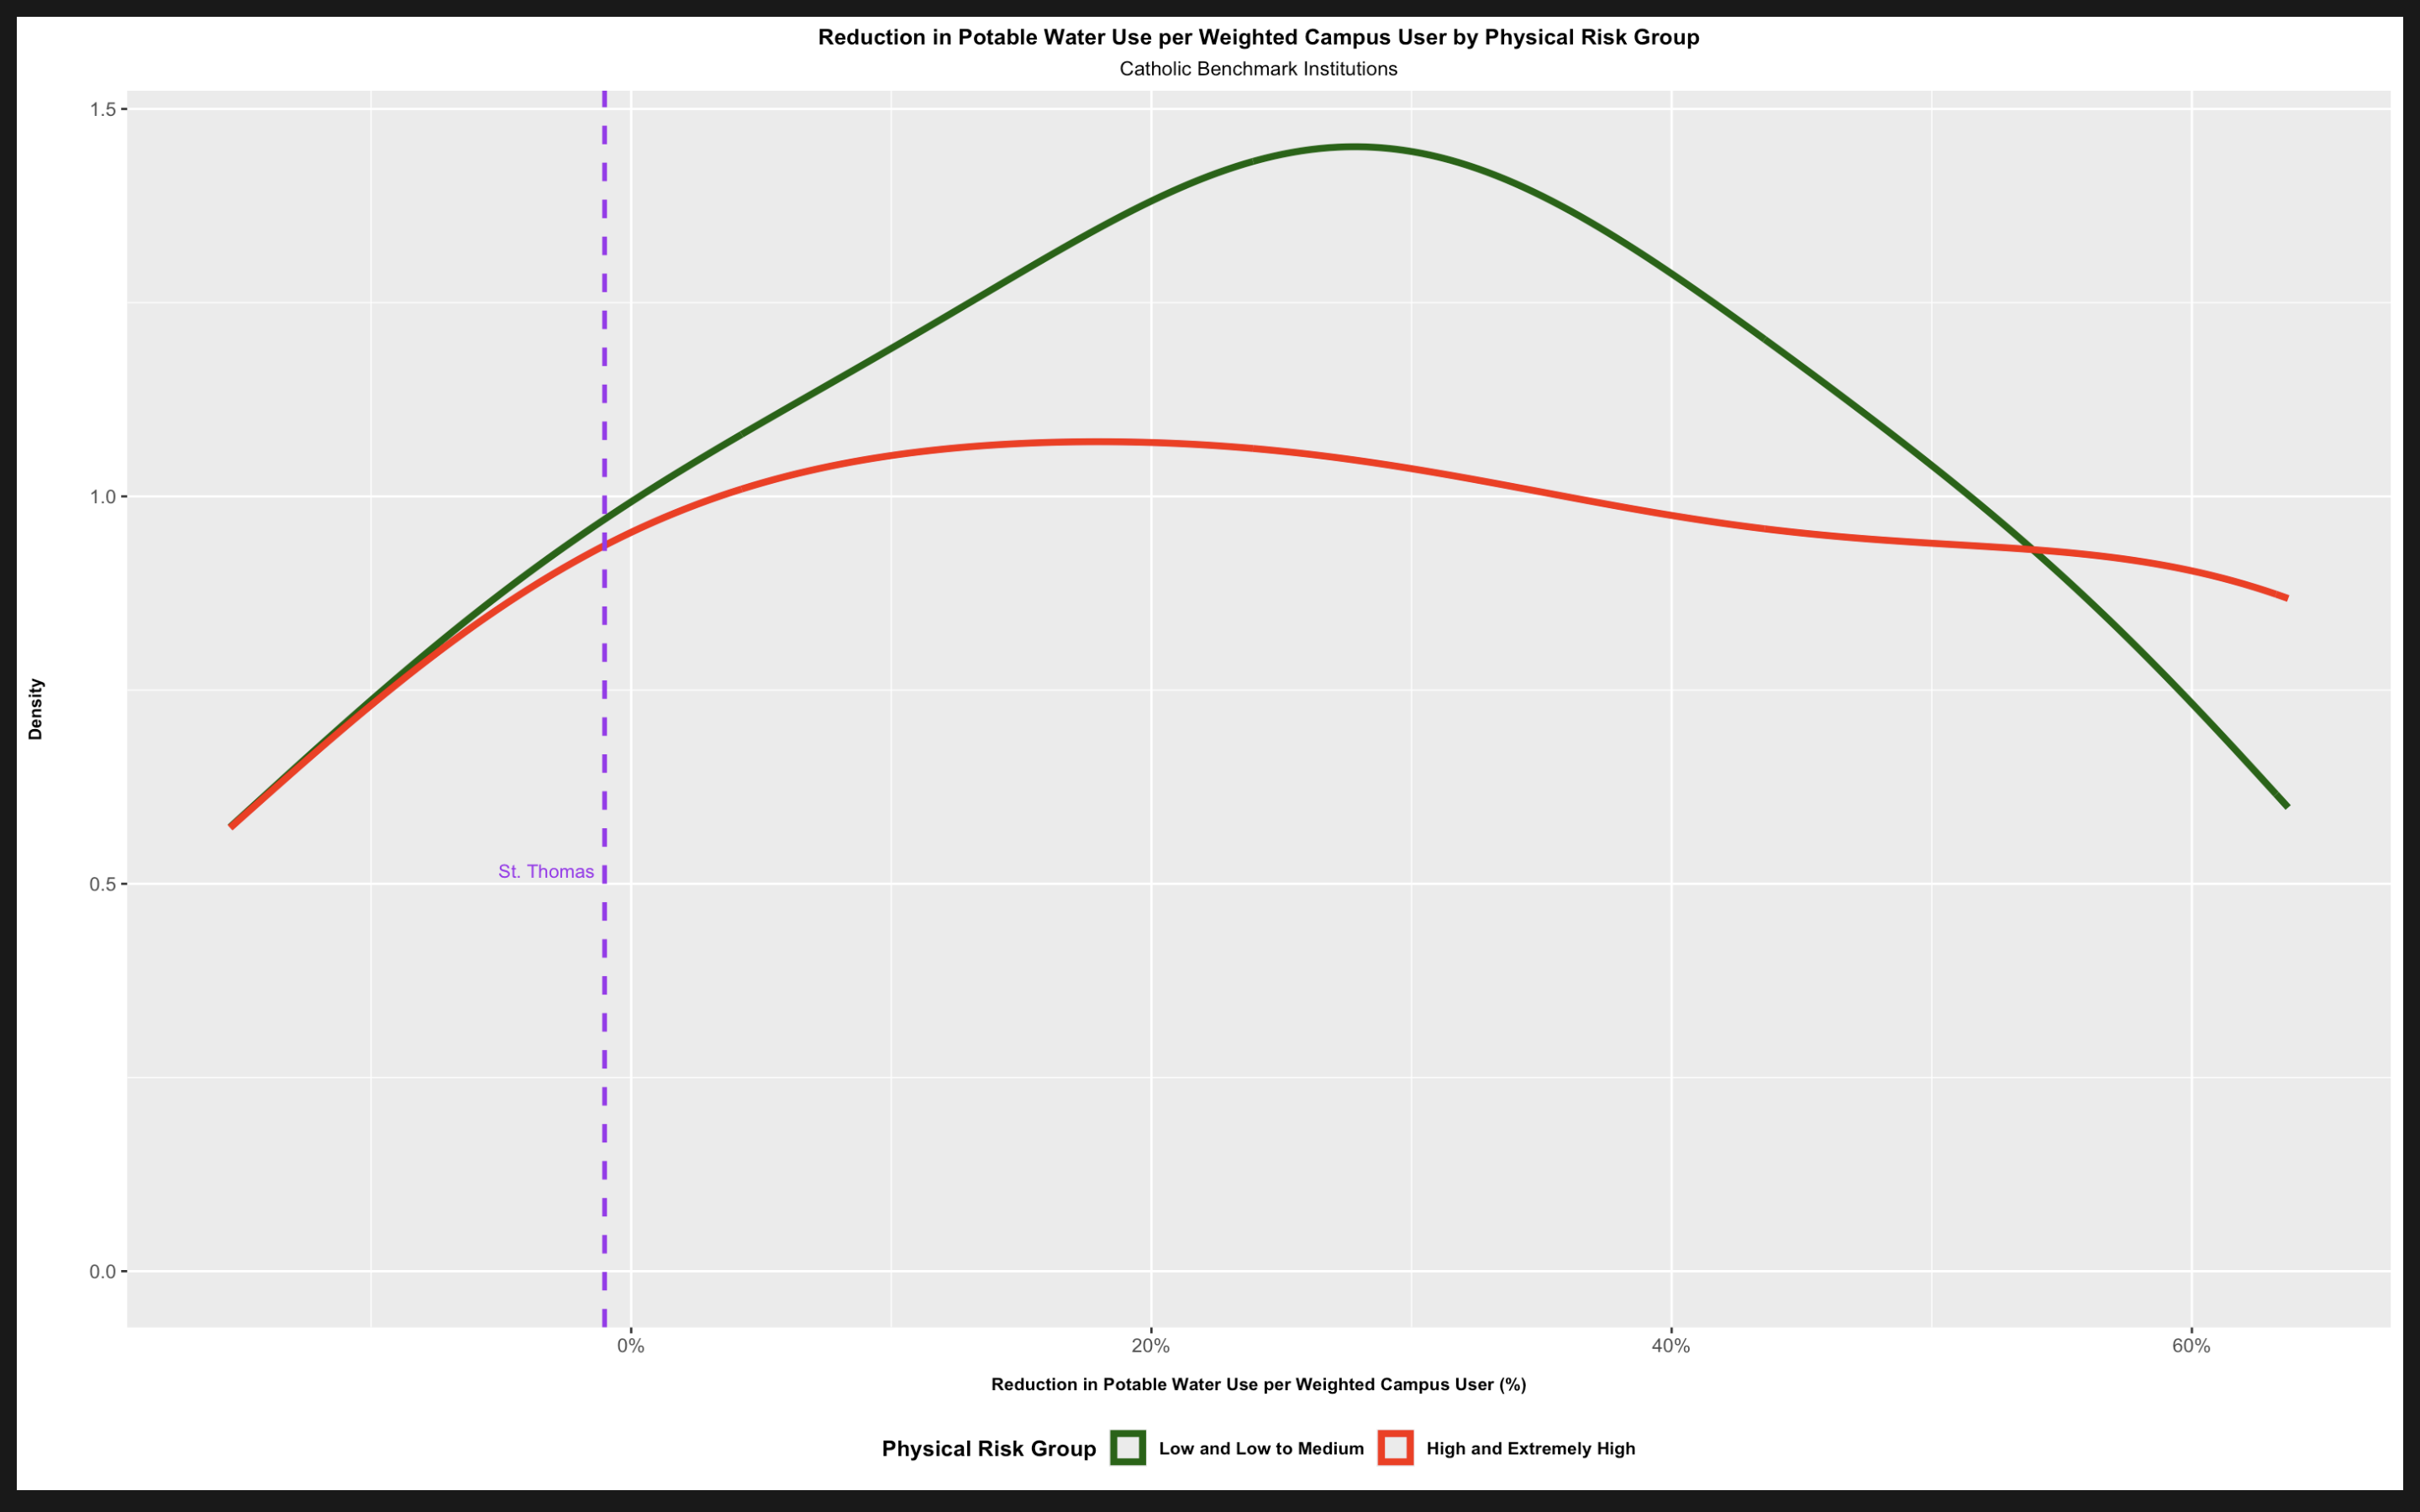 Reduction in Potable Water Use per Weighted Campus User by Physical Risk Group
Catholic Benchmark Institutions
1.5
1.0
Density
St. Thomas
0.5
0.0
0% 20% 40% 60%
Reduction in Potable Water Use per Weighted Campus User (%)
Physical Risk Group Low and Low to Medium High and Extremely High